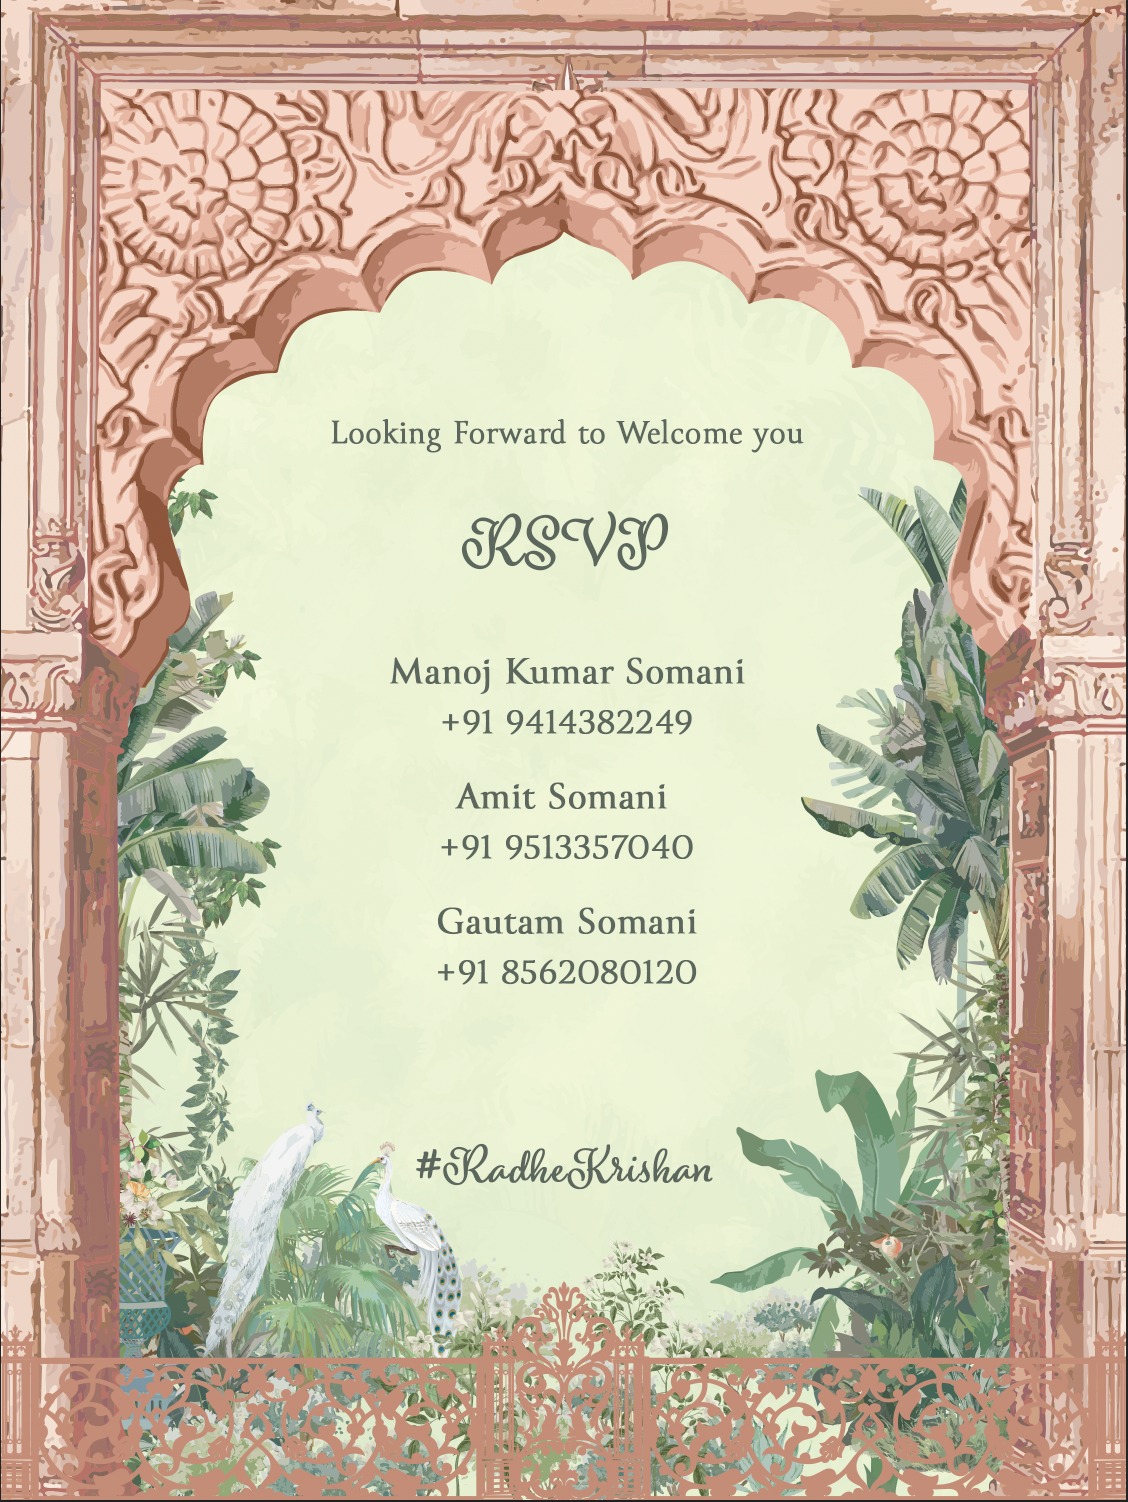 Looking Forward to Welcome you
RSVP
Manoj Kumar Somani
+91 9414382249
Amit Somani
+91 9513357040
Gautam Somani
+91 8562080120
#RadheKrishan